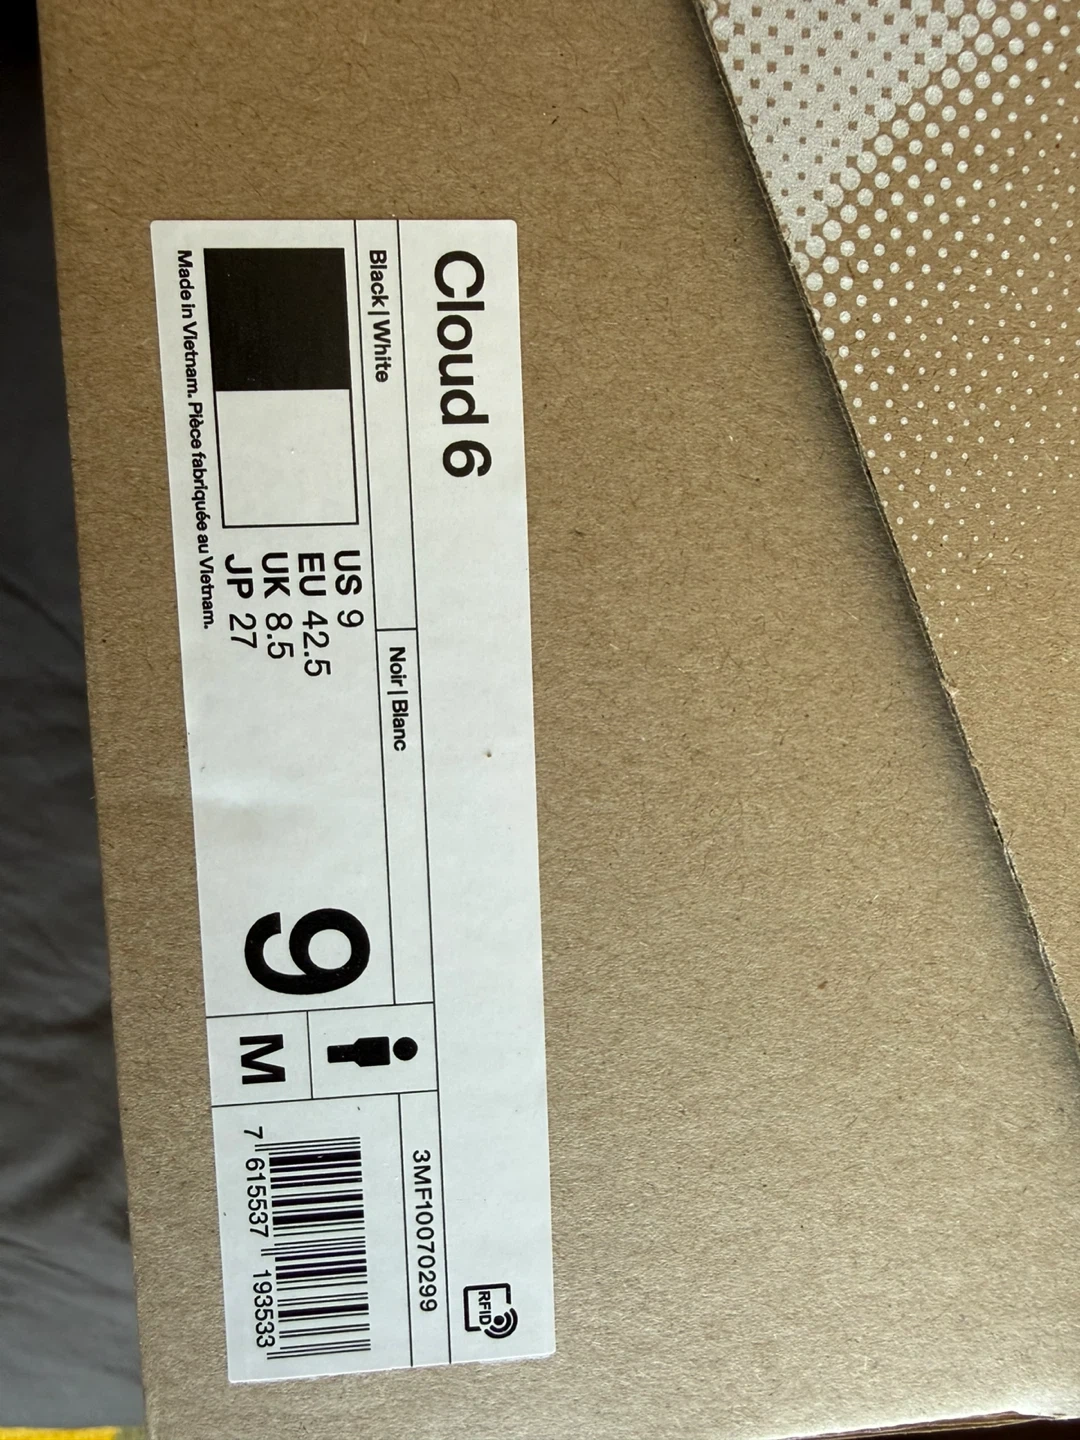 Cloud 6
Black|White
Noir|Blanc
US 9
EU 42.5
UK 8.5
JP 27
Made in Vietnam. Pièce fabriquée au Vietnam.
9
M
3MF10070299
7 615537 193533
RFID